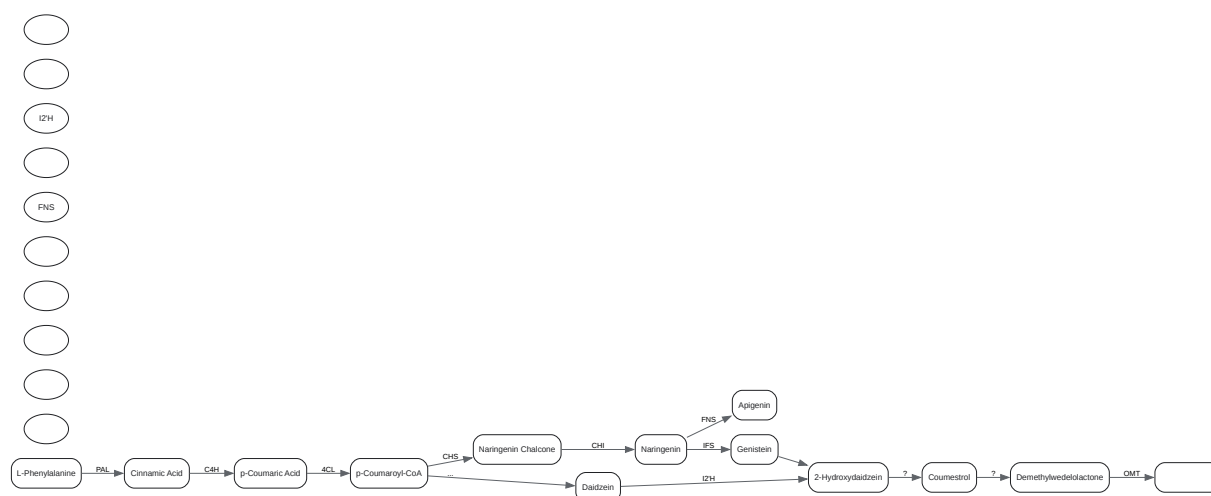 I2'H
FNS
Apigenin
FNS
CHS
Naringenin Chalcone
CHI
Naringenin
IFS
Genistein
L-Phenylalanine
PAL
Cinnamic Acid
C4H
p-Coumaric Acid
4CL
p-Coumaroyl-CoA
...
Daidzein
I2'H
2-Hydroxydaidzein
?
Coumestrol
?
Demethylwedelolactone
OMT